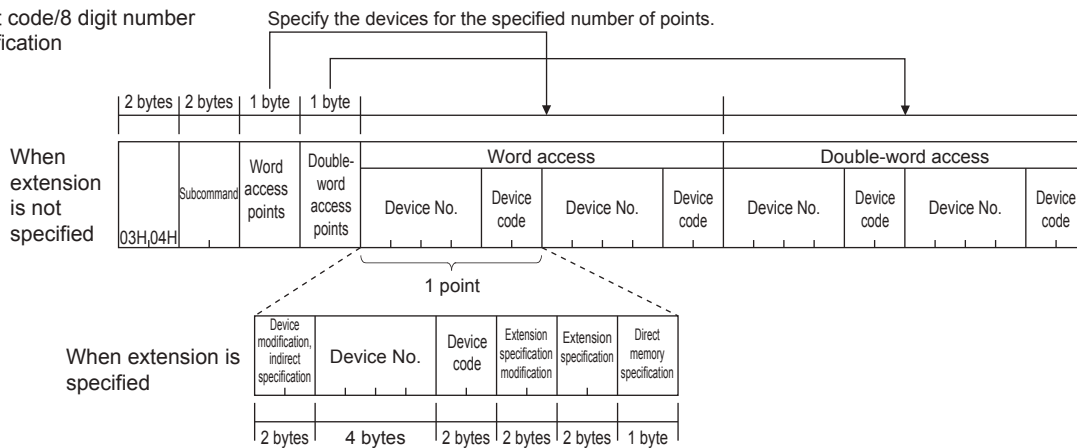 t code/8 digit number
fication
Specify the devices for the specified number of points.
2 bytes 2 bytes 1 byte 1 byte
When
extension
is not
specified
03H 04H
Subcommand
Word
access
points
Double-
word
access
points
Word access
Double-word access
Device No.
Device
code
Device No.
Device
code
Device No.
Device
code
Device No.
Device
code
1 point
When extension is
specified
Device
modification,
indirect
specification
Device No.
Device
code
Extension
specification
modification
Extension
specification
Direct
memory
specification
2 bytes 4 bytes 2 bytes 2 bytes 2 bytes 1 byte